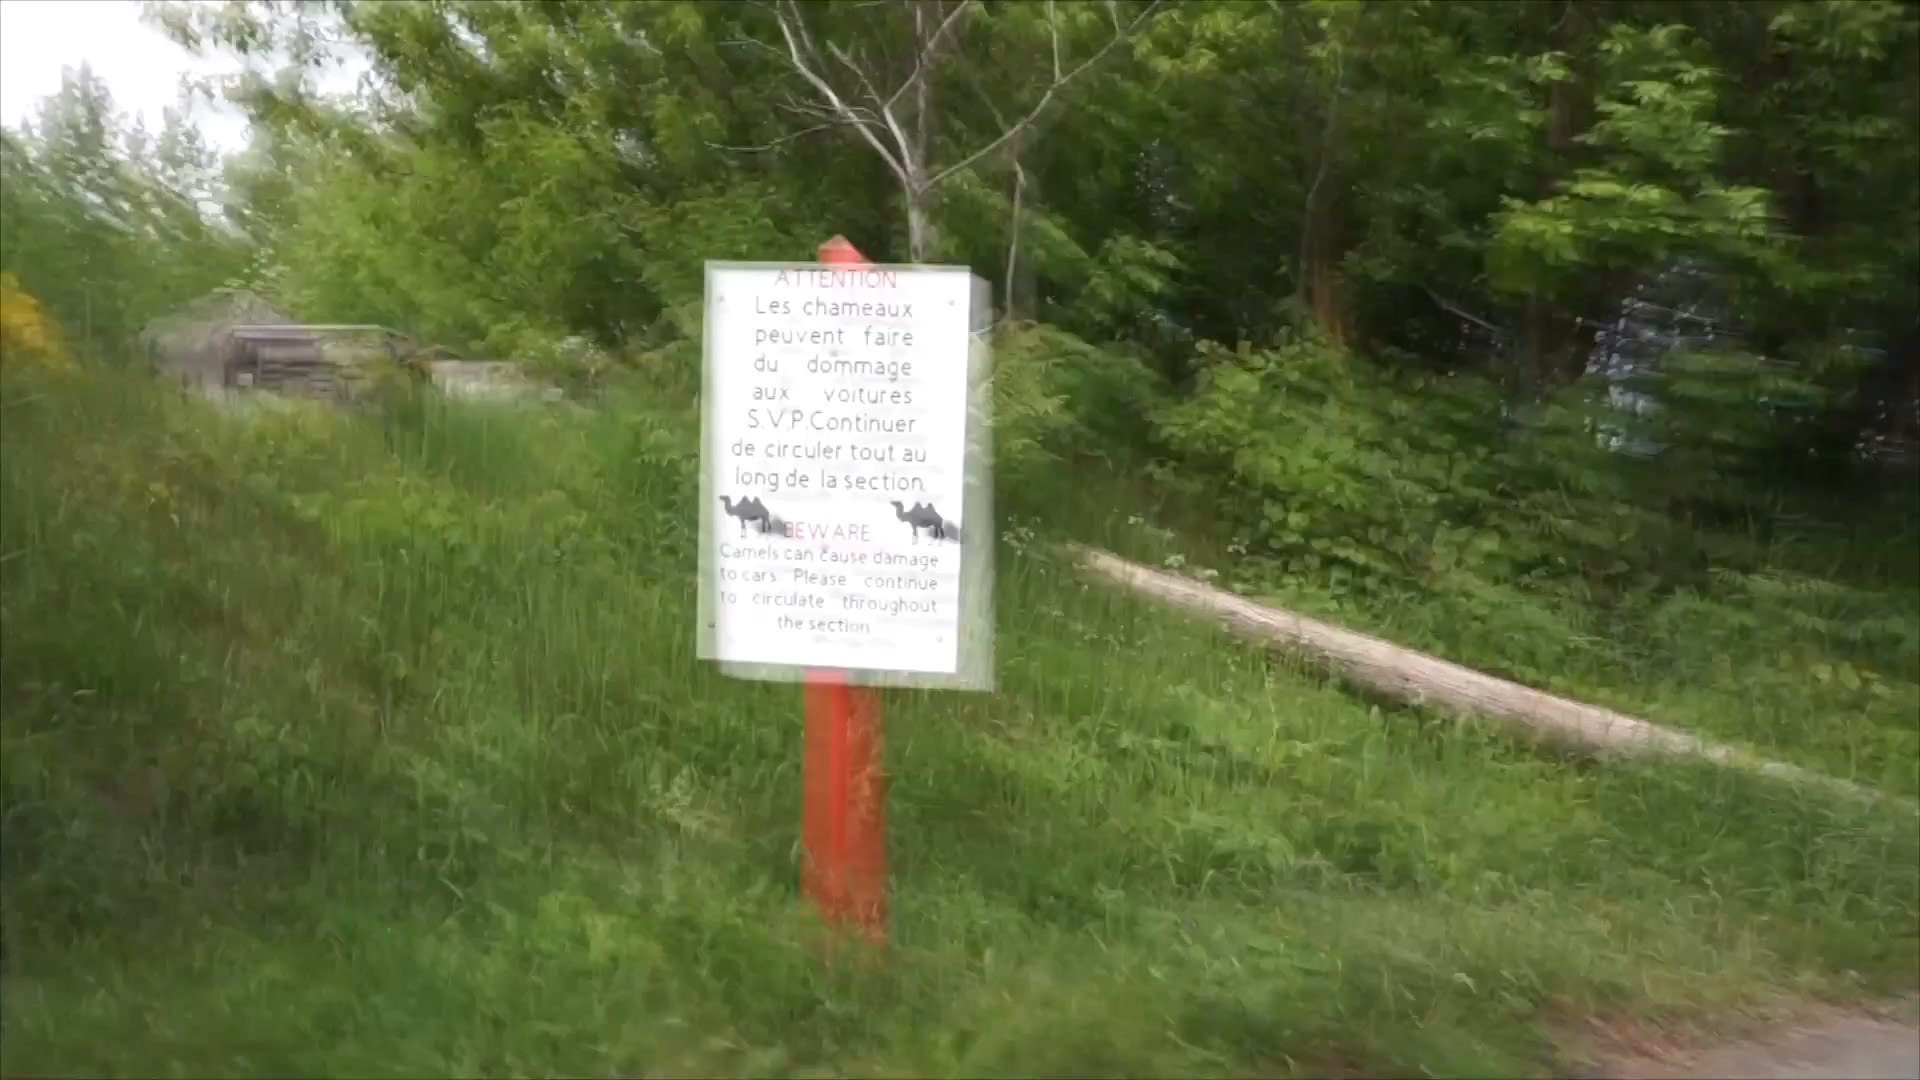 ATTENTION
Les chameaux
peuvent faire
du dommage
aux voitures
S.V.P.Continuer
de circuler tout au
long de la section
BEWARE
Camels can cause damage
to cars. Please continue
to circulate throughout
the section